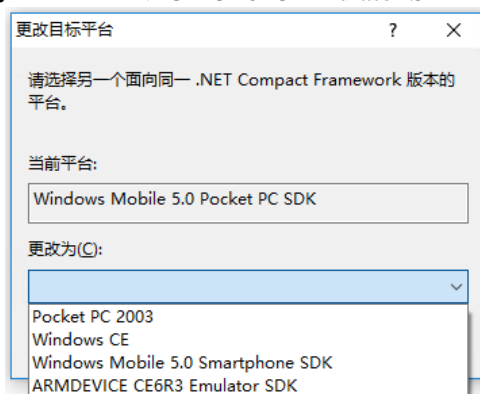 更改目标平台
请选择另一个面向同一 .NET Compact Framework 版本的
平台。
当前平台:
Windows Mobile 5.0 Pocket PC SDK
更改为(C):
Pocket PC 2003
Windows CE
Windows Mobile 5.0 Smartphone SDK
ARMDEVICE CE6R3 Emulator SDK